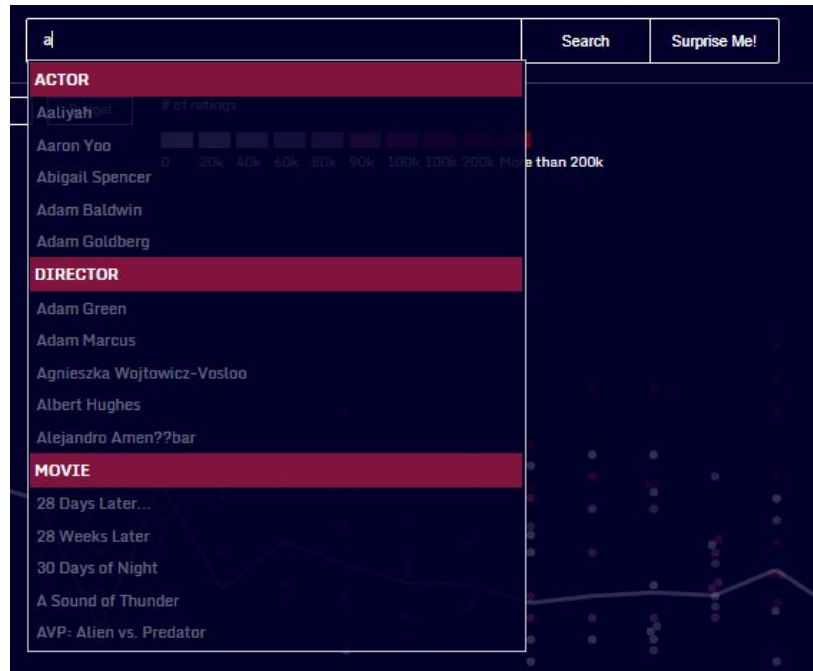 a
Search
Surprise Me!
ACTOR
Aaliyah
Budget
# of ratings
Aaron Yoo
0 20k 40k 60k 80k 90k 100k 100k 200k More than 200k
Abigail Spencer
Adam Baldwin
Adam Goldberg
DIRECTOR
Adam Green
Adam Marcus
Agnieszka Wojtowicz-Vosloo
Albert Hughes
Alejandro Amen??bar
MOVIE
28 Days Later...
28 Weeks Later
30 Days of Night
A Sound of Thunder
AVP: Alien vs. Predator